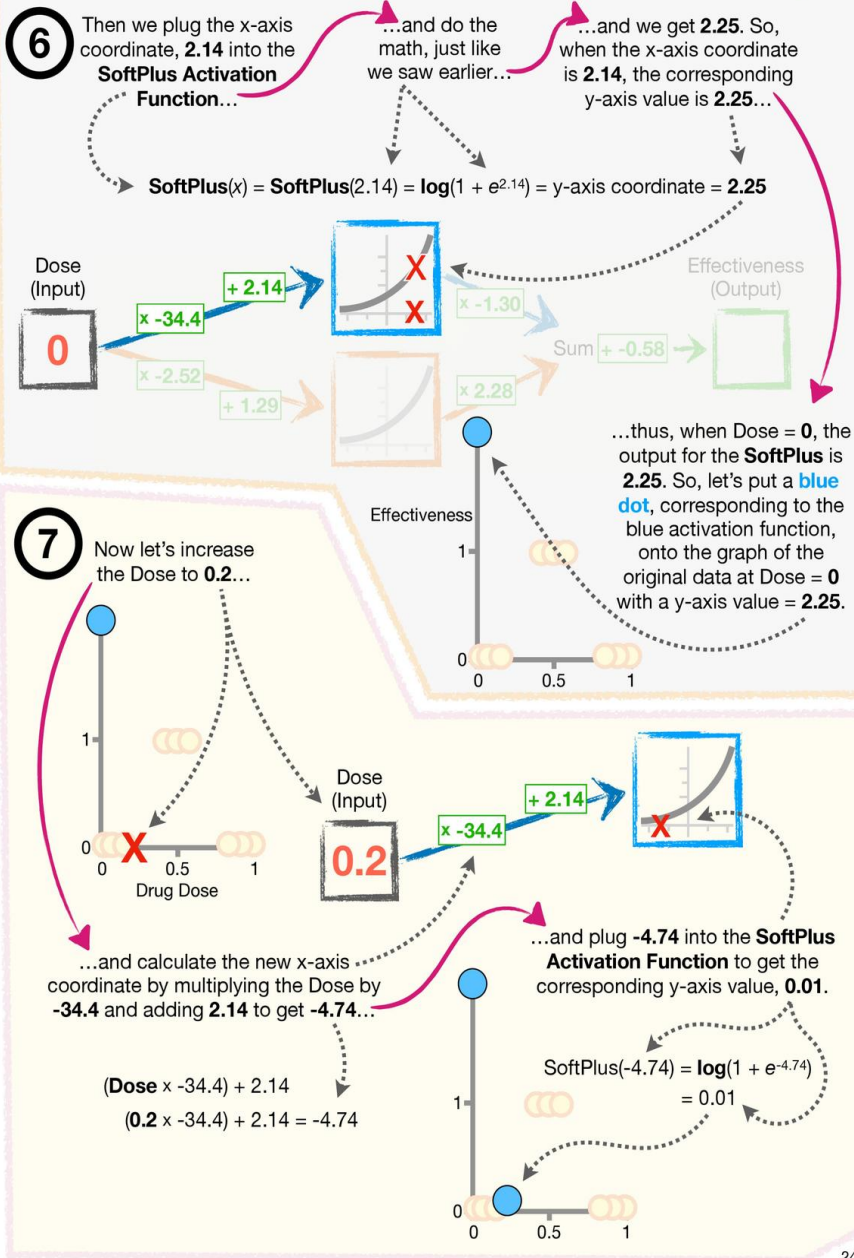 6
Then we plug the x-axis
coordinate, 2.14 into the
SoftPlus Activation
Function…
…and do the
math, just like
we saw earlier…
…and we get 2.25. So,
when the x-axis coordinate
is 2.14, the corresponding
y-axis value is 2.25…
SoftPlus(x) = SoftPlus(2.14) = log(1 + e^2.14) = y-axis coordinate = 2.25
Dose
(Input)
0
x -34.4
+ 2.14
x -2.52
+ 1.29
X
X
x -1.30
x 2.28
Sum
+ -0.58
Effectiveness
(Output)
…thus, when Dose = 0, the
output for the SoftPlus is
2.25. So, let's put a blue
dot, corresponding to the
blue activation function,
onto the graph of the
original data at Dose = 0
with a y-axis value = 2.25.
Effectiveness
1
0
0
0.5
1
7
Now let's increase
the Dose to 0.2…
1
0
X
0
0.5
1
Drug Dose
Dose
(Input)
0.2
x -34.4
+ 2.14
X
…and calculate the new x-axis
coordinate by multiplying the Dose by
-34.4 and adding 2.14 to get -4.74…
(Dose x -34.4) + 2.14
(0.2 x -34.4) + 2.14 = -4.74
…and plug -4.74 into the SoftPlus
Activation Function to get the
corresponding y-axis value, 0.01.
SoftPlus(-4.74) = log(1 + e^-4.74)
= 0.01
1
0
0
0.5
1